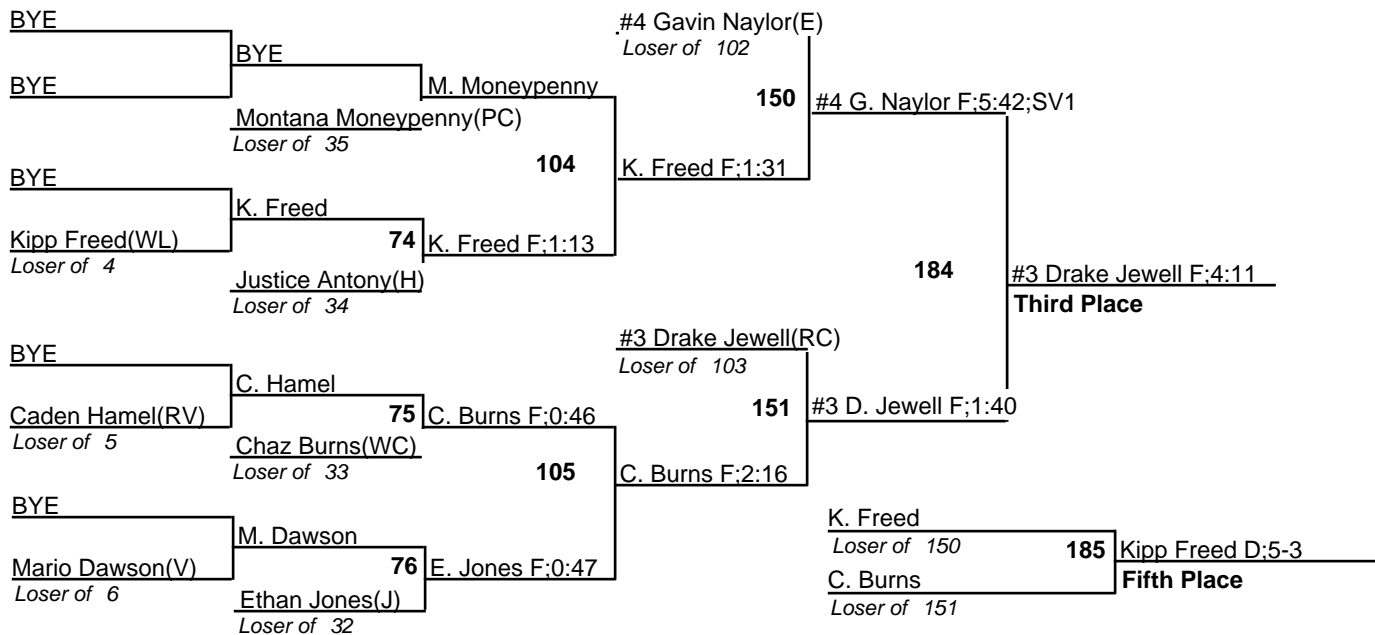 BYE
BYE
BYE
M. Moneypenny
Montana Moneypenny(PC)
Loser of 35
BYE
K. Freed
Kipp Freed(WL)
Loser of 4
74
K. Freed F;1:13
Justice Antony(H)
Loser of 34
104
K. Freed F;1:31
#4 Gavin Naylor(E)
Loser of 102
150
#4 G. Naylor F;5:42;SV1
BYE
C. Hamel
Caden Hamel(RV)
Loser of 5
75
C. Burns F;0:46
Chaz Burns(WC)
Loser of 33
105
C. Burns F;2:16
BYE
M. Dawson
Mario Dawson(V)
Loser of 6
76
E. Jones F;0:47
Ethan Jones(J)
Loser of 32
#3 Drake Jewell(RC)
Loser of 103
151
#3 D. Jewell F;1:40
184
#3 Drake Jewell F;4:11
Third Place
K. Freed
Loser of 150
185
Kipp Freed D;5-3
Fifth Place
C. Burns
Loser of 151